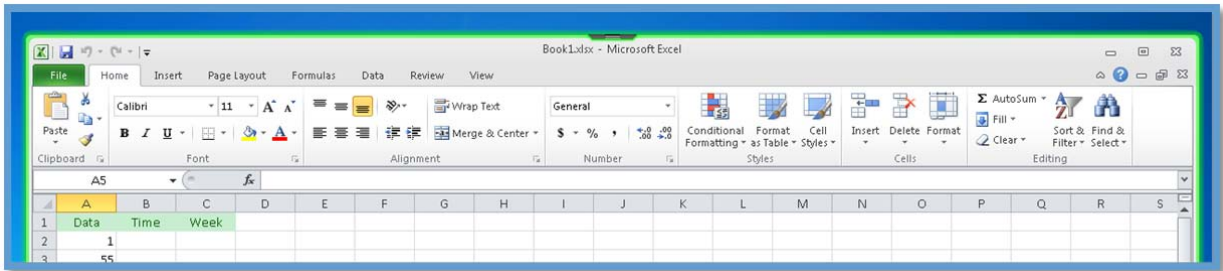 Book1.xlsx - Microsoft Excel
File Home Insert Page Layout Formulas Data Review View
Calibri 11 A A Wrap Text General Σ AutoSum
Fill
Paste B I U A Merge & Center $ % , Conditional Format Cell Insert Delete Format Clear Sort & Find &
Formatting as Table Styles Filter Select
Clipboard Font Alignment Number Styles Cells Editing
A5 fx
A B C D E F G H I J K L M N O P Q R S
1 Data Time Week
2 1
3 55